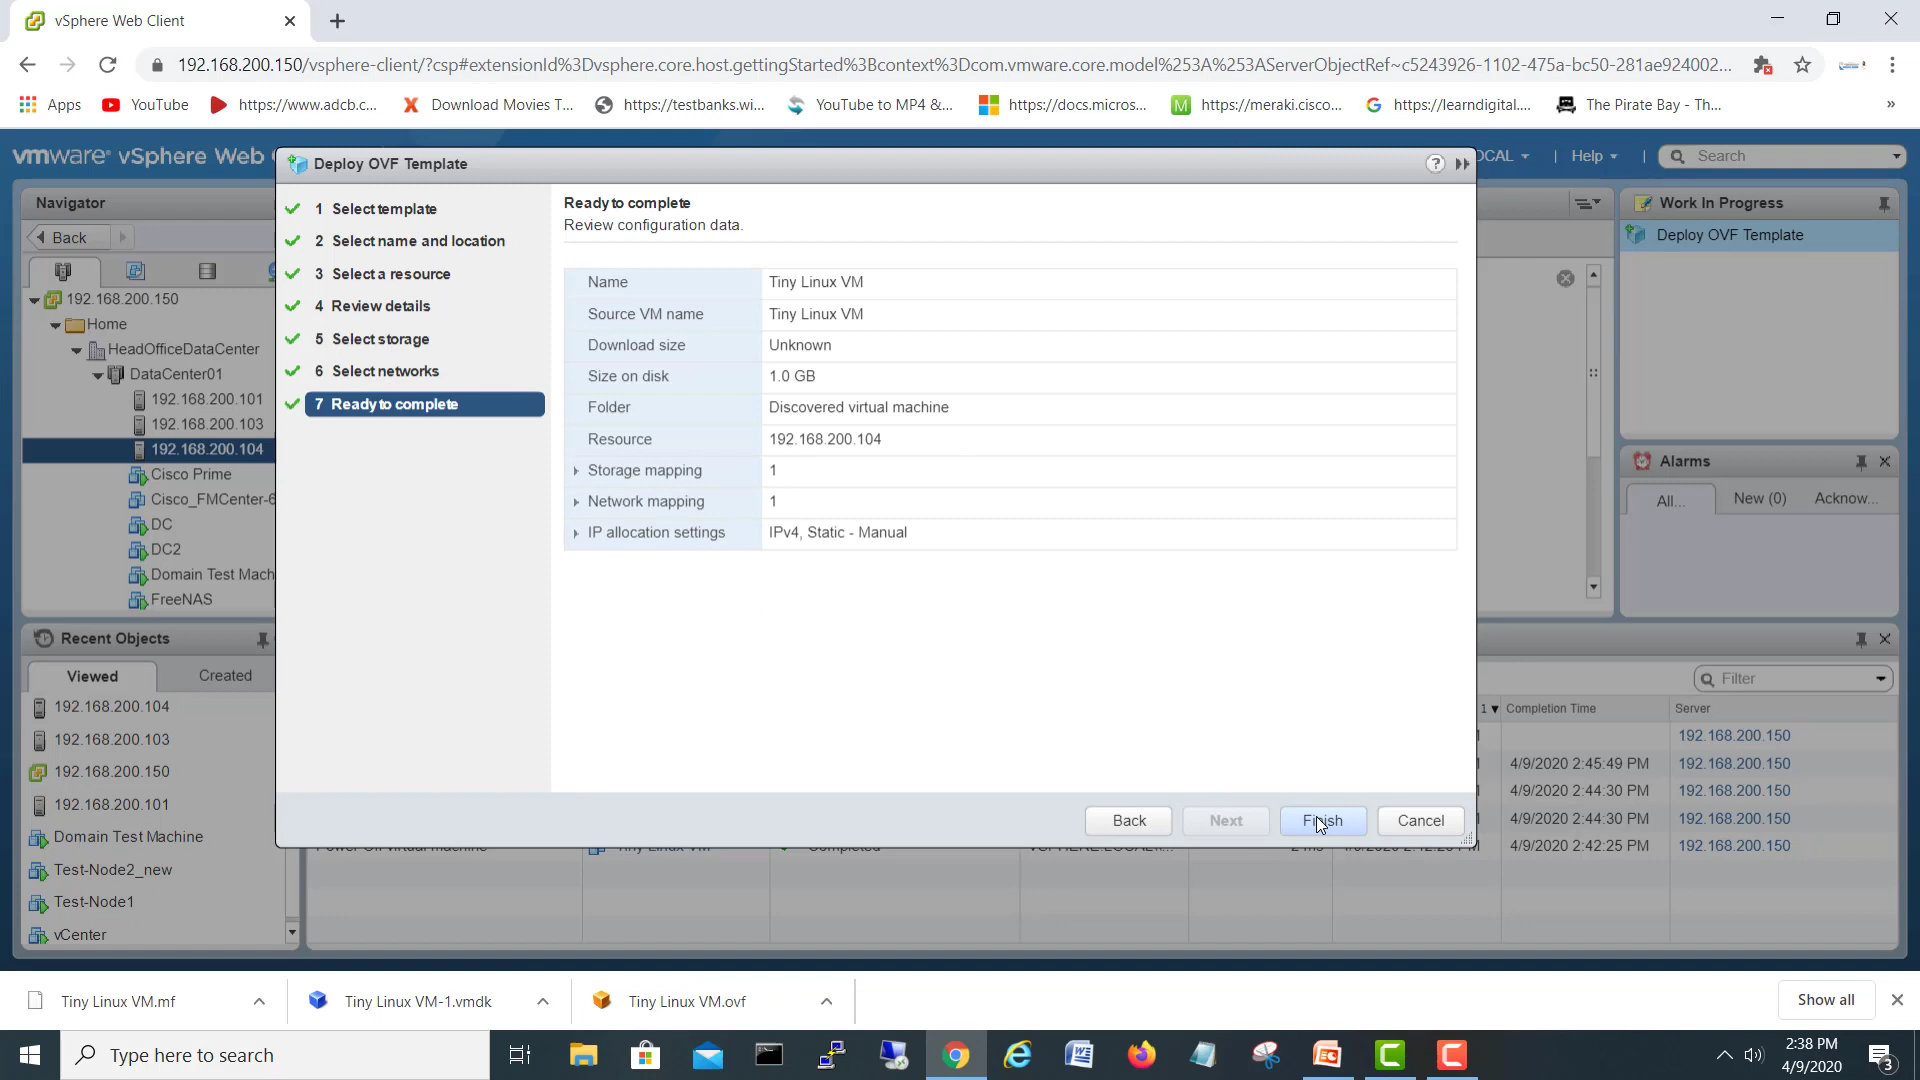 vSphere Web Client
192.168.200.150/vsphere-client/?csp#extensionId%3Dvsphere.core.host.gettingStarted%3Bcontext%3Dcom.vmware.core.model%253A%253AServerObjectRef~c5243926-1102-475a-bc50-281ae924002...
Apps
YouTube
https://www.adcb.c...
Download Movies T...
https://testbanks.wi...
YouTube to MP4 &...
https://docs.micros...
https://meraki.cisco...
https://learndigital....
The Pirate Bay - Th...
»
vmware® vSphere Web
OCAL
Help
Search
Navigator
Back
192.168.200.150
Home
HeadOfficeDataCenter
DataCenter01
192.168.200.101
192.168.200.103
192.168.200.104
Cisco Prime
Cisco_FMCenter-6
DC
DC2
Domain Test Mach
FreeNAS
Recent Objects
Viewed
Created
192.168.200.104
192.168.200.103
192.168.200.150
192.168.200.101
Domain Test Machine
Test-Node2_new
Test-Node1
vCenter
Deploy OVF Template
1 Select template
2 Select name and location
3 Select a resource
4 Review details
5 Select storage
6 Select networks
7 Ready to complete
Ready to complete
Review configuration data.
Name Tiny Linux VM
Source VM name Tiny Linux VM
Download size Unknown
Size on disk 1.0 GB
Folder Discovered virtual machine
Resource 192.168.200.104
Storage mapping 1
Network mapping 1
IP allocation settings IPv4, Static - Manual
Back
Next
Finish
Cancel
Work In Progress
Deploy OVF Template
Alarms
All...
New (0)
Acknow...
Filter
1 Completion Time Server
192.168.200.150
4/9/2020 2:45:49 PM 192.168.200.150
4/9/2020 2:44:30 PM 192.168.200.150
4/9/2020 2:44:30 PM 192.168.200.150
4/9/2020 2:42:25 PM 192.168.200.150
Tiny Linux VM.mf
Tiny Linux VM-1.vmdk
Tiny Linux VM.ovf
Show all
Type here to search
2:38 PM
4/9/2020
3